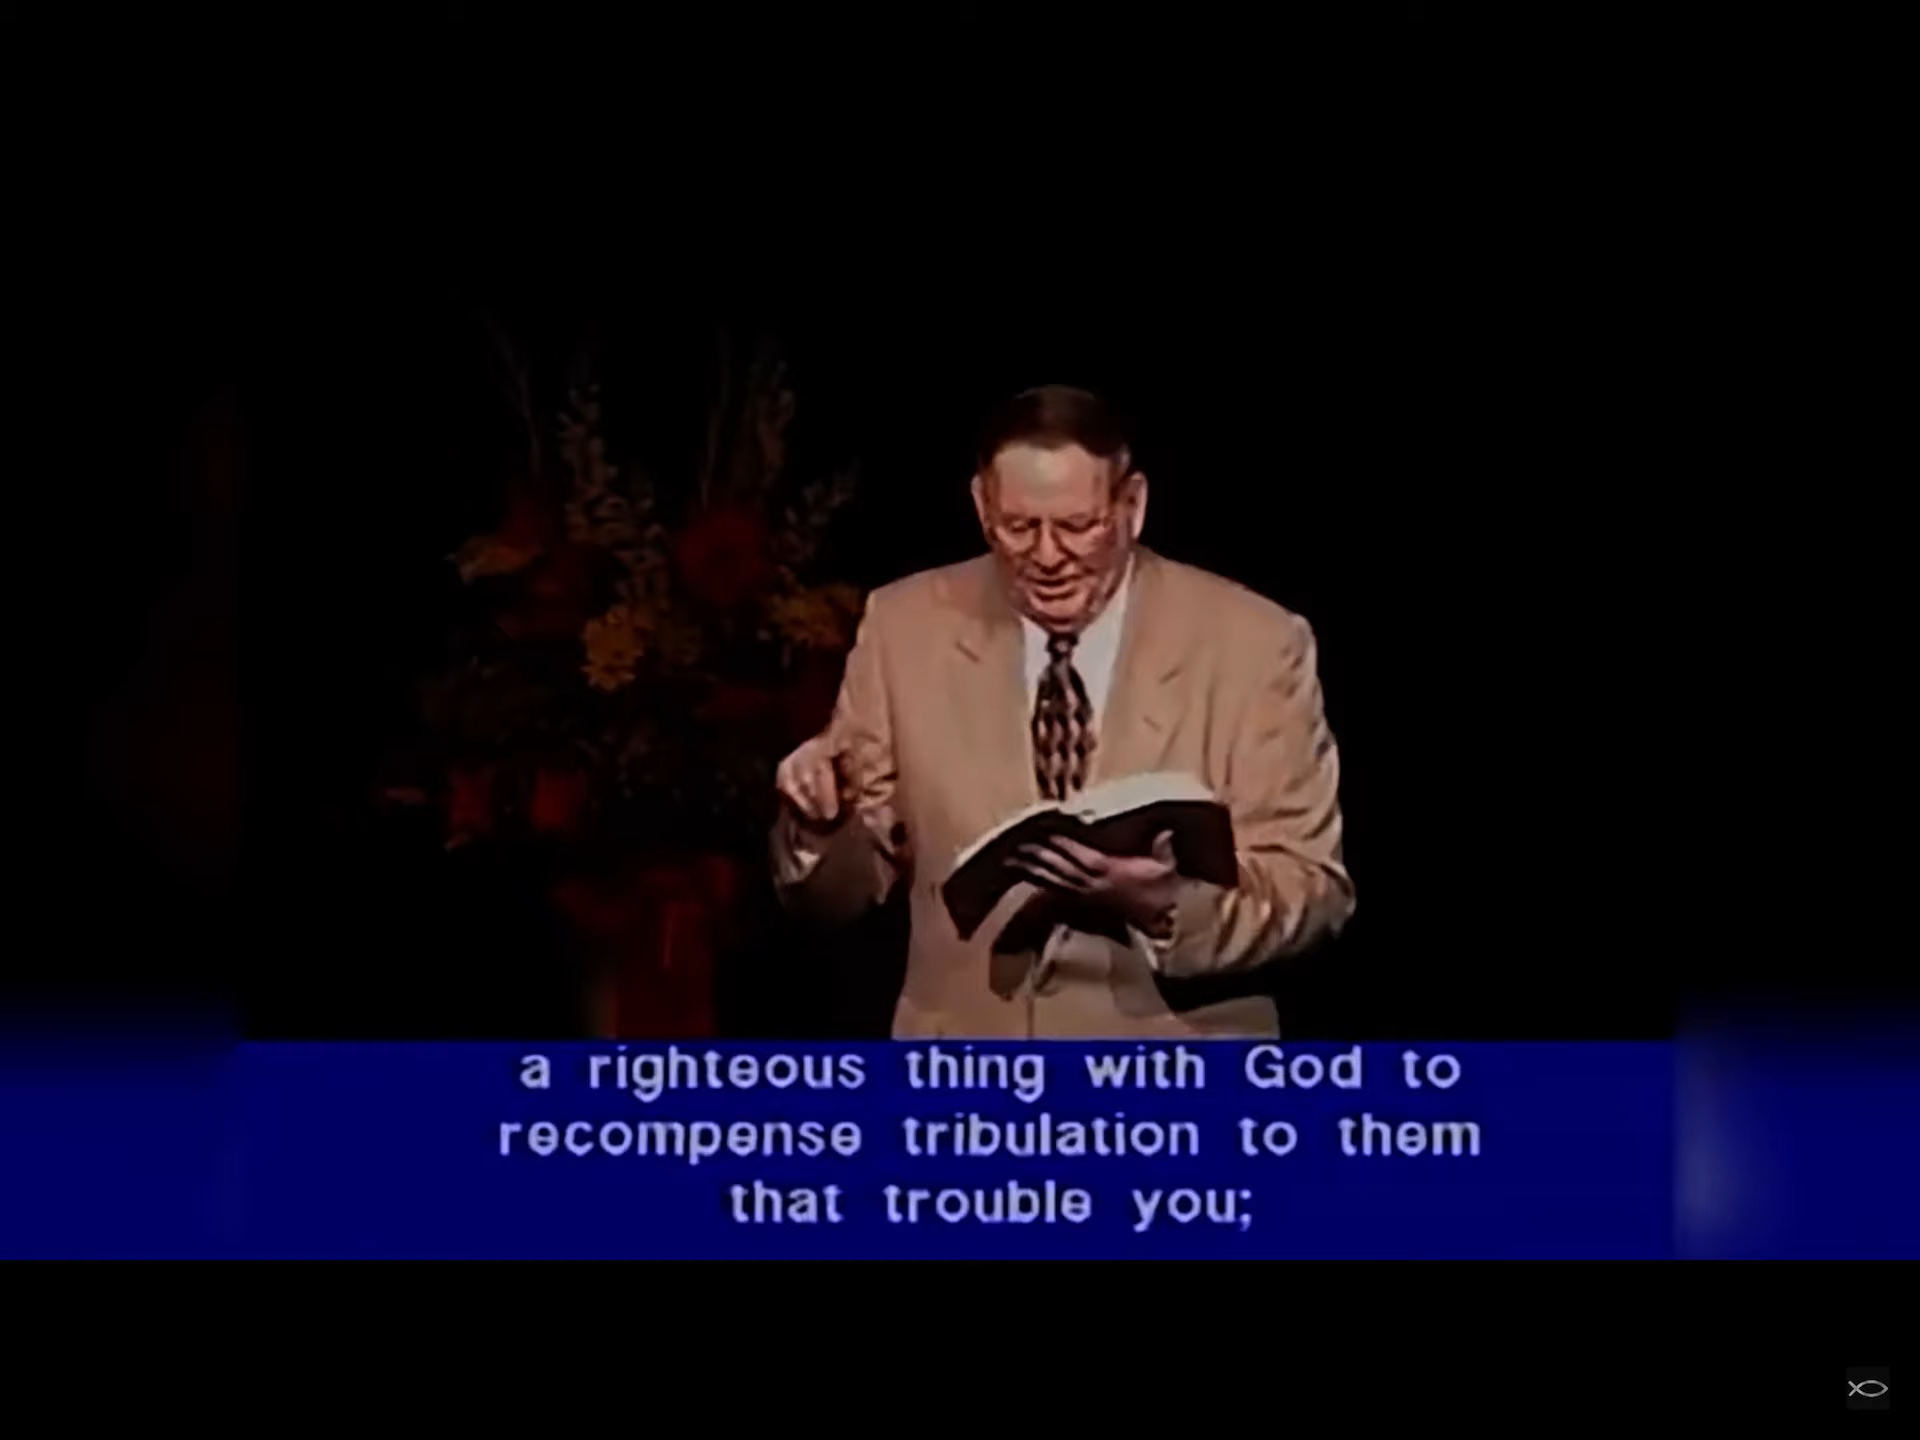 a righteous thing with God to
recompense tribulation to them
that trouble you;